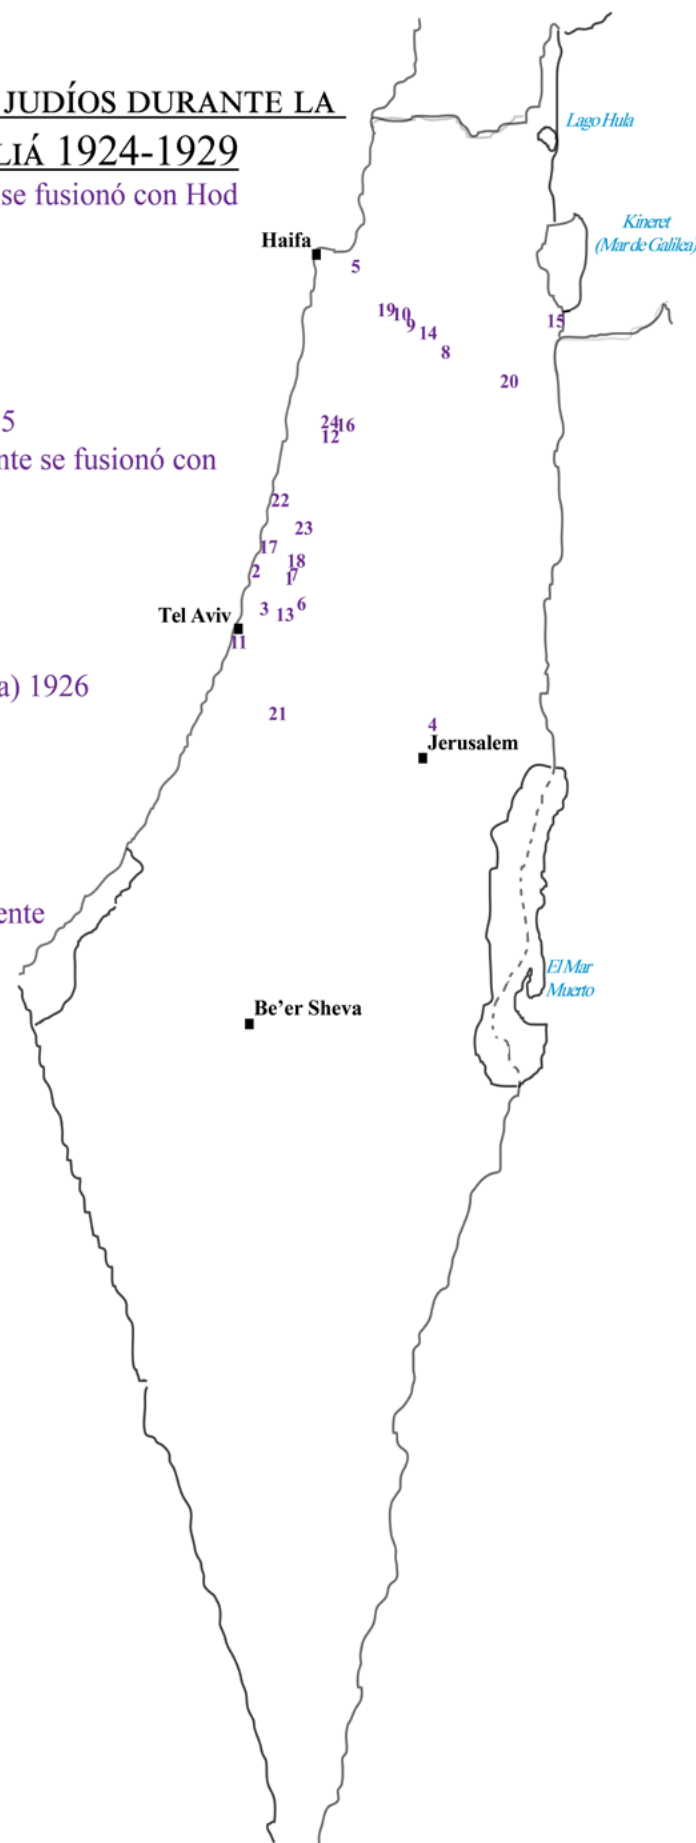 JUDÍOS DURANTE LA
LIÁ 1924-1929
se fusionó con Hod
Lago Hula
Kineret
(Mar de Galilea)
Haifa
5
19
10
9
14
8
15
20
5
24
16
12
nte se fusionó con
22
23
17
18
2
7
1
3
6
13
Tel Aviv
11
a) 1926
21
4
Jerusalem
ente
El Mar
Muerto
Be’er Sheva